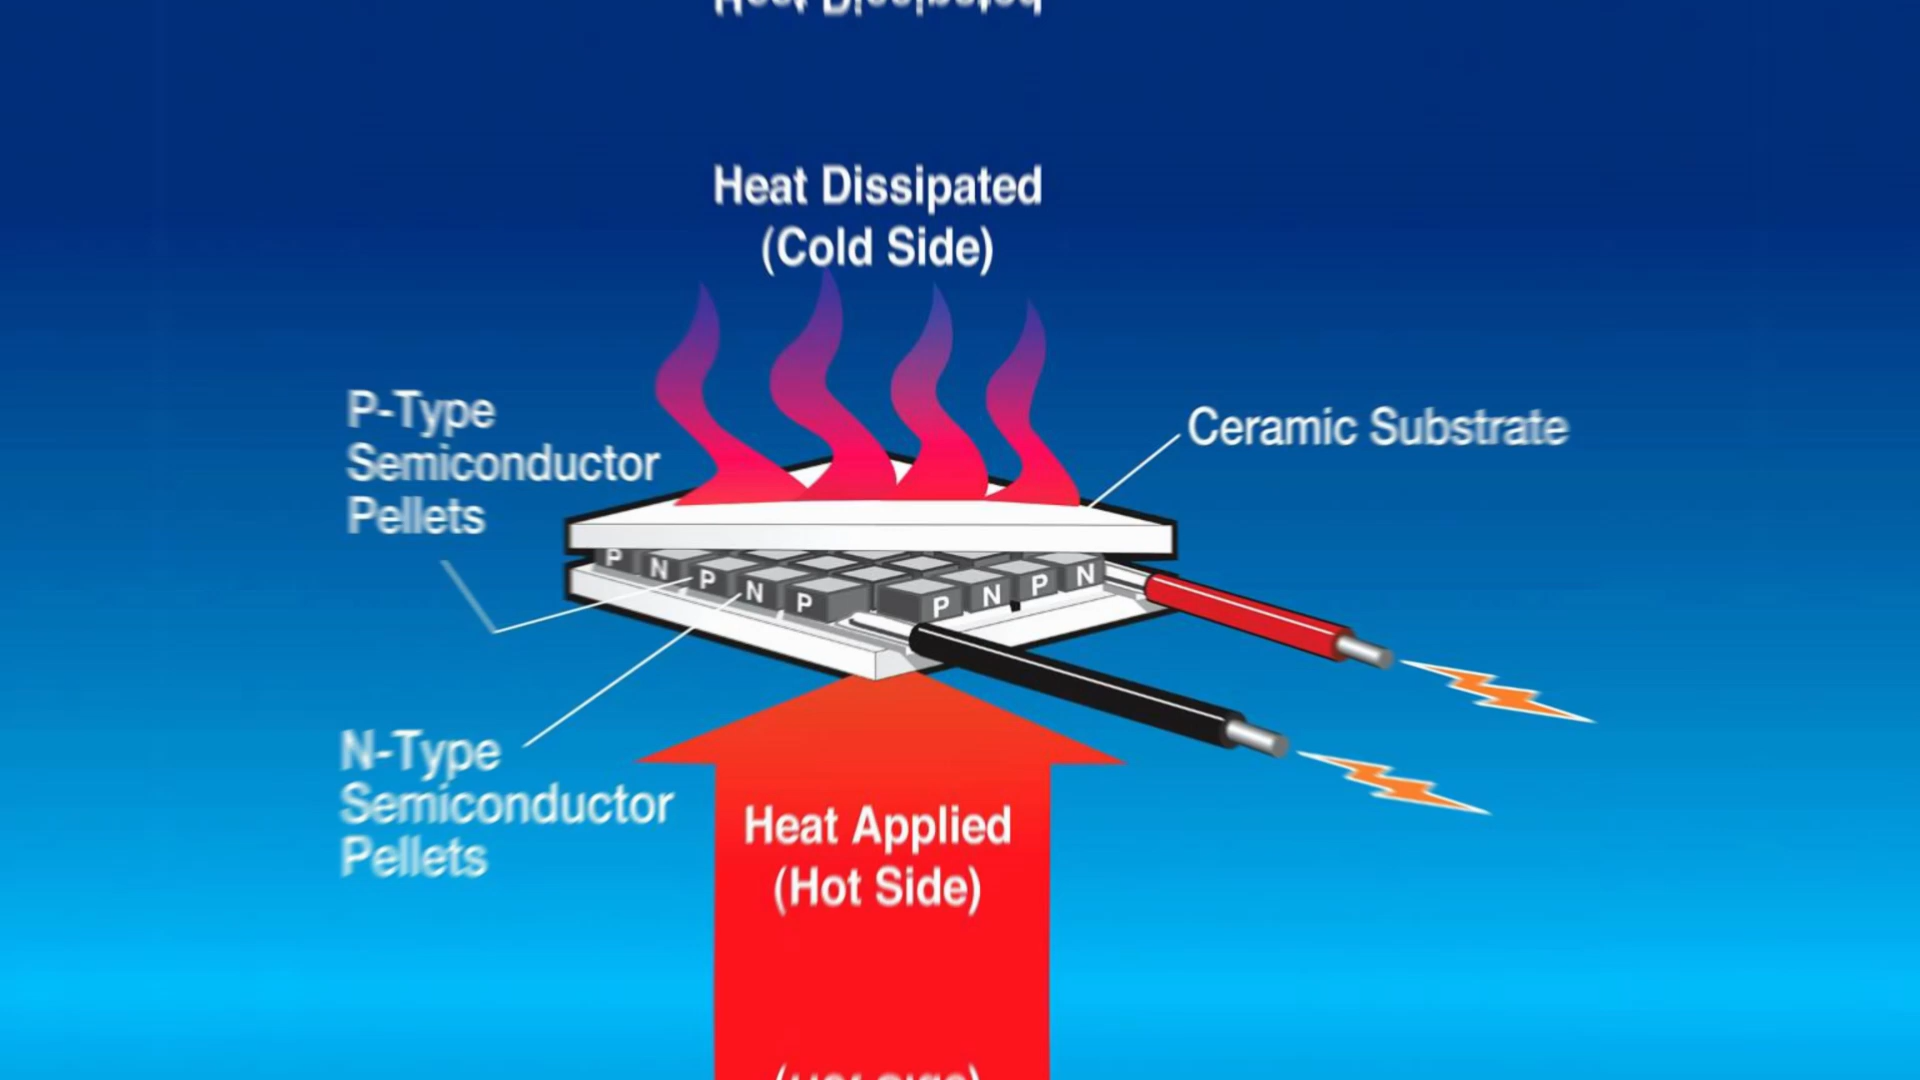 Heat Dissipated
(Cold Side)
P-Type
Semiconductor
Pellets
Ceramic Substrate
P N P N P P N P N
N-Type
Semiconductor
Pellets
Heat Applied
(Hot Side)